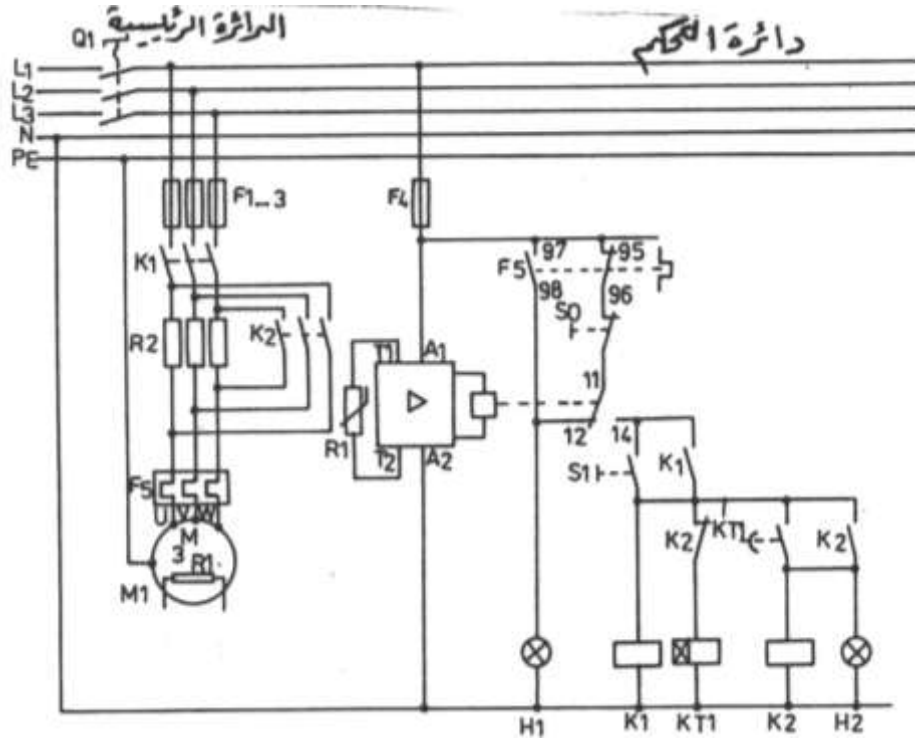 الدائرة الرئيسية
دائرة التحكم
Q1
L1
L2
L3
N
PE
F1...3
F4
K1
97
95
F5
98
96
S0
R2
K2
T1
A1
11
R1
12
14
T2
A2
S1
K1
F5
U V W
K2
KT1
K2
M
3
R1
M1
H1
K1
KT1
K2
H2